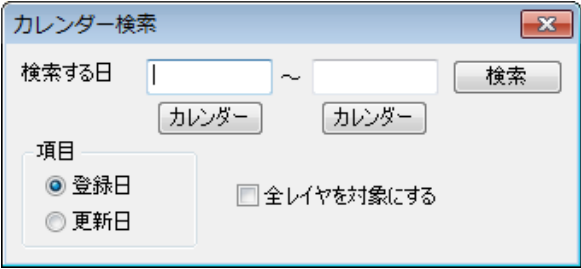 カレンダー検索
検索する日 ～ 検索
カレンダー カレンダー
項目
登録日
更新日
全レイヤを対象にする